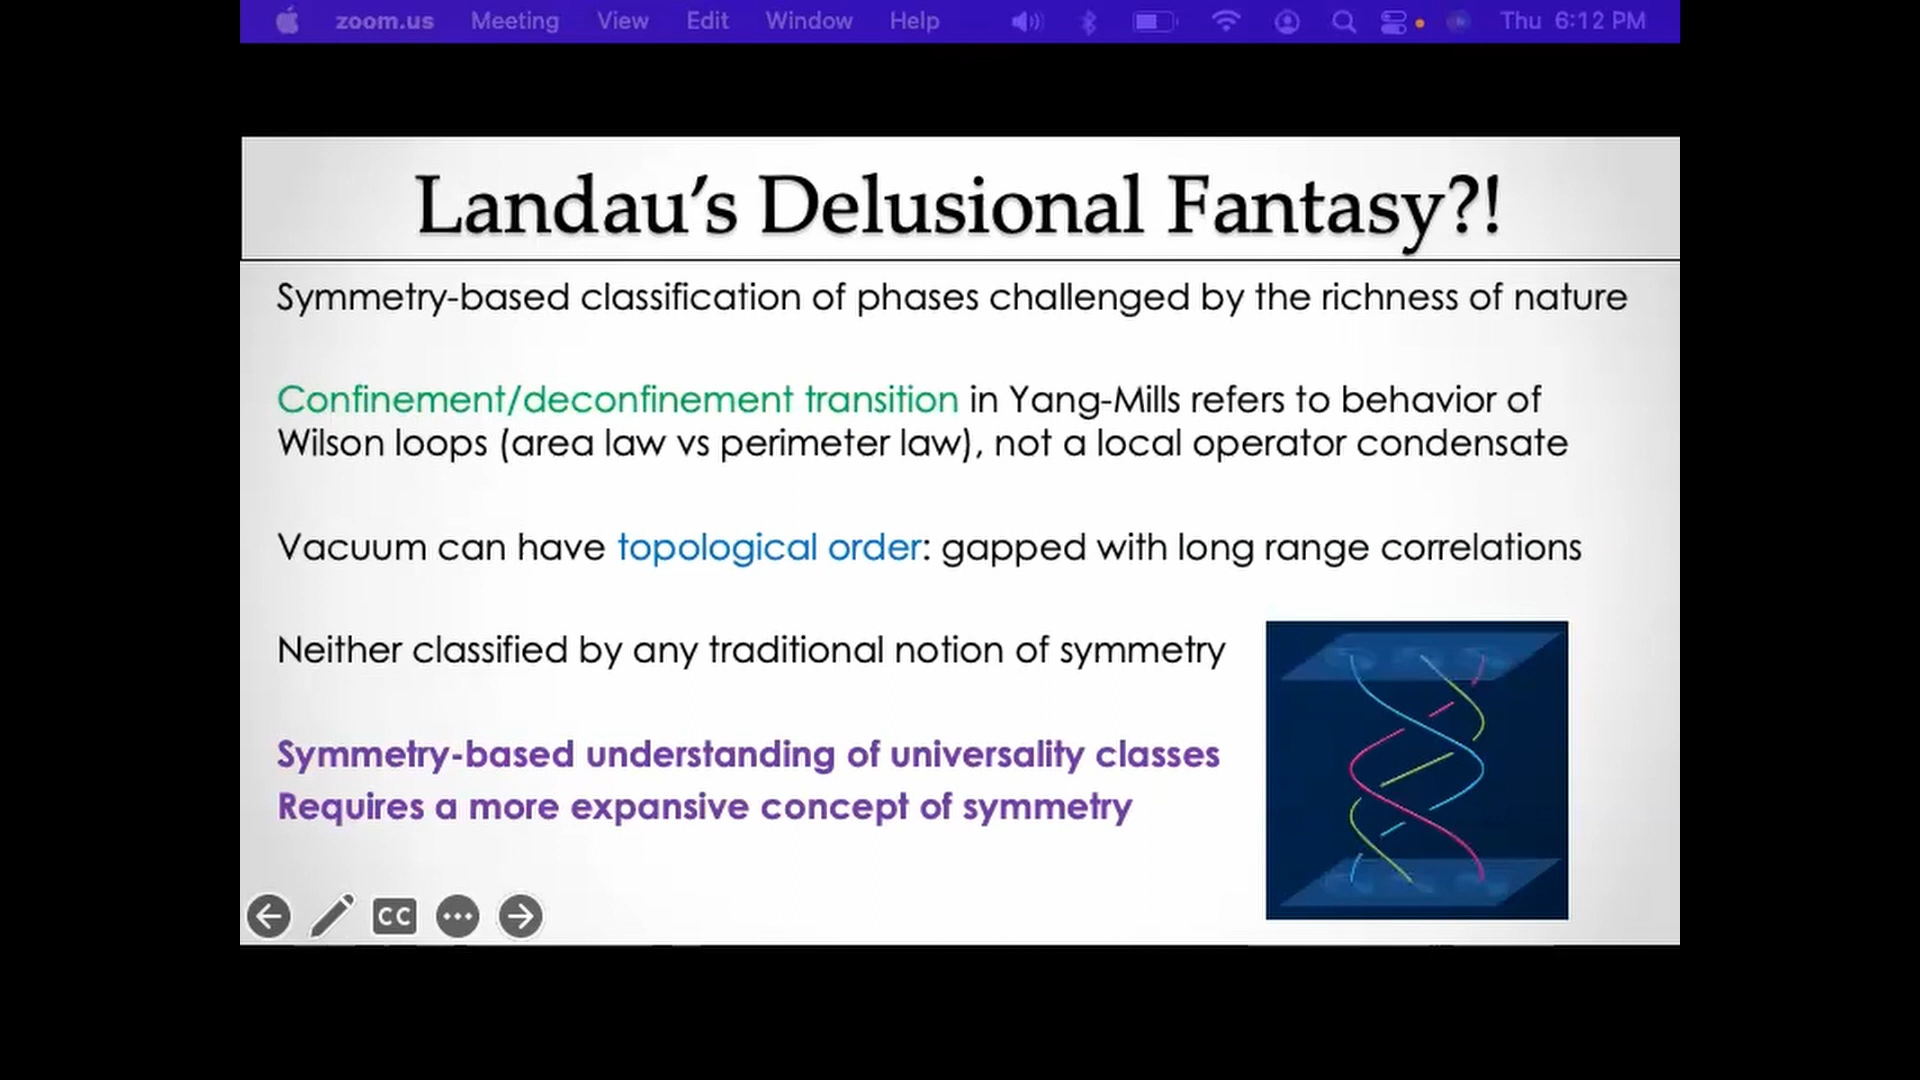 zoom.us Meeting View Edit Window Help Thu 6:12 PM
Landau's Delusional Fantasy?!
Symmetry-based classification of phases challenged by the richness of nature
Confinement/deconfinement transition in Yang-Mills refers to behavior of
Wilson loops (area law vs perimeter law), not a local operator condensate
Vacuum can have topological order: gapped with long range correlations
Neither classified by any traditional notion of symmetry
Symmetry-based understanding of universality classes
Requires a more expansive concept of symmetry
CC